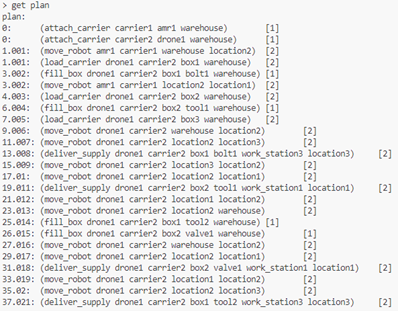 > get plan
plan:
0: (attach_carrier carrier1 amr1 warehouse) [1]
0: (attach_carrier carrier2 drone1 warehouse) [1]
1.001: (move_robot amr1 carrier1 warehouse location2) [2]
1.001: (load_carrier drone1 carrier2 box1 warehouse) [2]
3.002: (fill_box drone1 carrier2 box1 bolt1 warehouse) [1]
3.002: (move_robot amr1 carrier1 location2 location1) [2]
4.003: (load_carrier drone1 carrier2 box2 warehouse) [2]
6.004: (fill_box drone1 carrier2 box2 tool1 warehouse) [1]
7.005: (load_carrier drone1 carrier2 box3 warehouse) [2]
9.006: (move_robot drone1 carrier2 warehouse location2) [2]
11.007: (move_robot drone1 carrier2 location2 location3) [2]
13.008: (deliver_supply drone1 carrier2 box1 bolt1 work_station3 location3) [2]
15.009: (move_robot drone1 carrier2 location3 location2) [2]
17.01: (move_robot drone1 carrier2 location2 location1) [2]
19.011: (deliver_supply drone1 carrier2 box2 tool1 work_station1 location1) [2]
21.012: (move_robot drone1 carrier2 location1 location2) [2]
23.013: (move_robot drone1 carrier2 location2 warehouse) [2]
25.014: (fill_box drone1 carrier2 box1 tool2 warehouse) [1]
26.015: (fill_box drone1 carrier2 box2 valve1 warehouse) [1]
27.016: (move_robot drone1 carrier2 warehouse location2) [2]
29.017: (move_robot drone1 carrier2 location2 location1) [2]
31.018: (deliver_supply drone1 carrier2 box2 valve1 work_station1 location1) [2]
33.019: (move_robot drone1 carrier2 location1 location2) [2]
35.02: (move_robot drone1 carrier2 location2 location3) [2]
37.021: (deliver_supply drone1 carrier2 box1 tool2 work_station3 location3) [2]